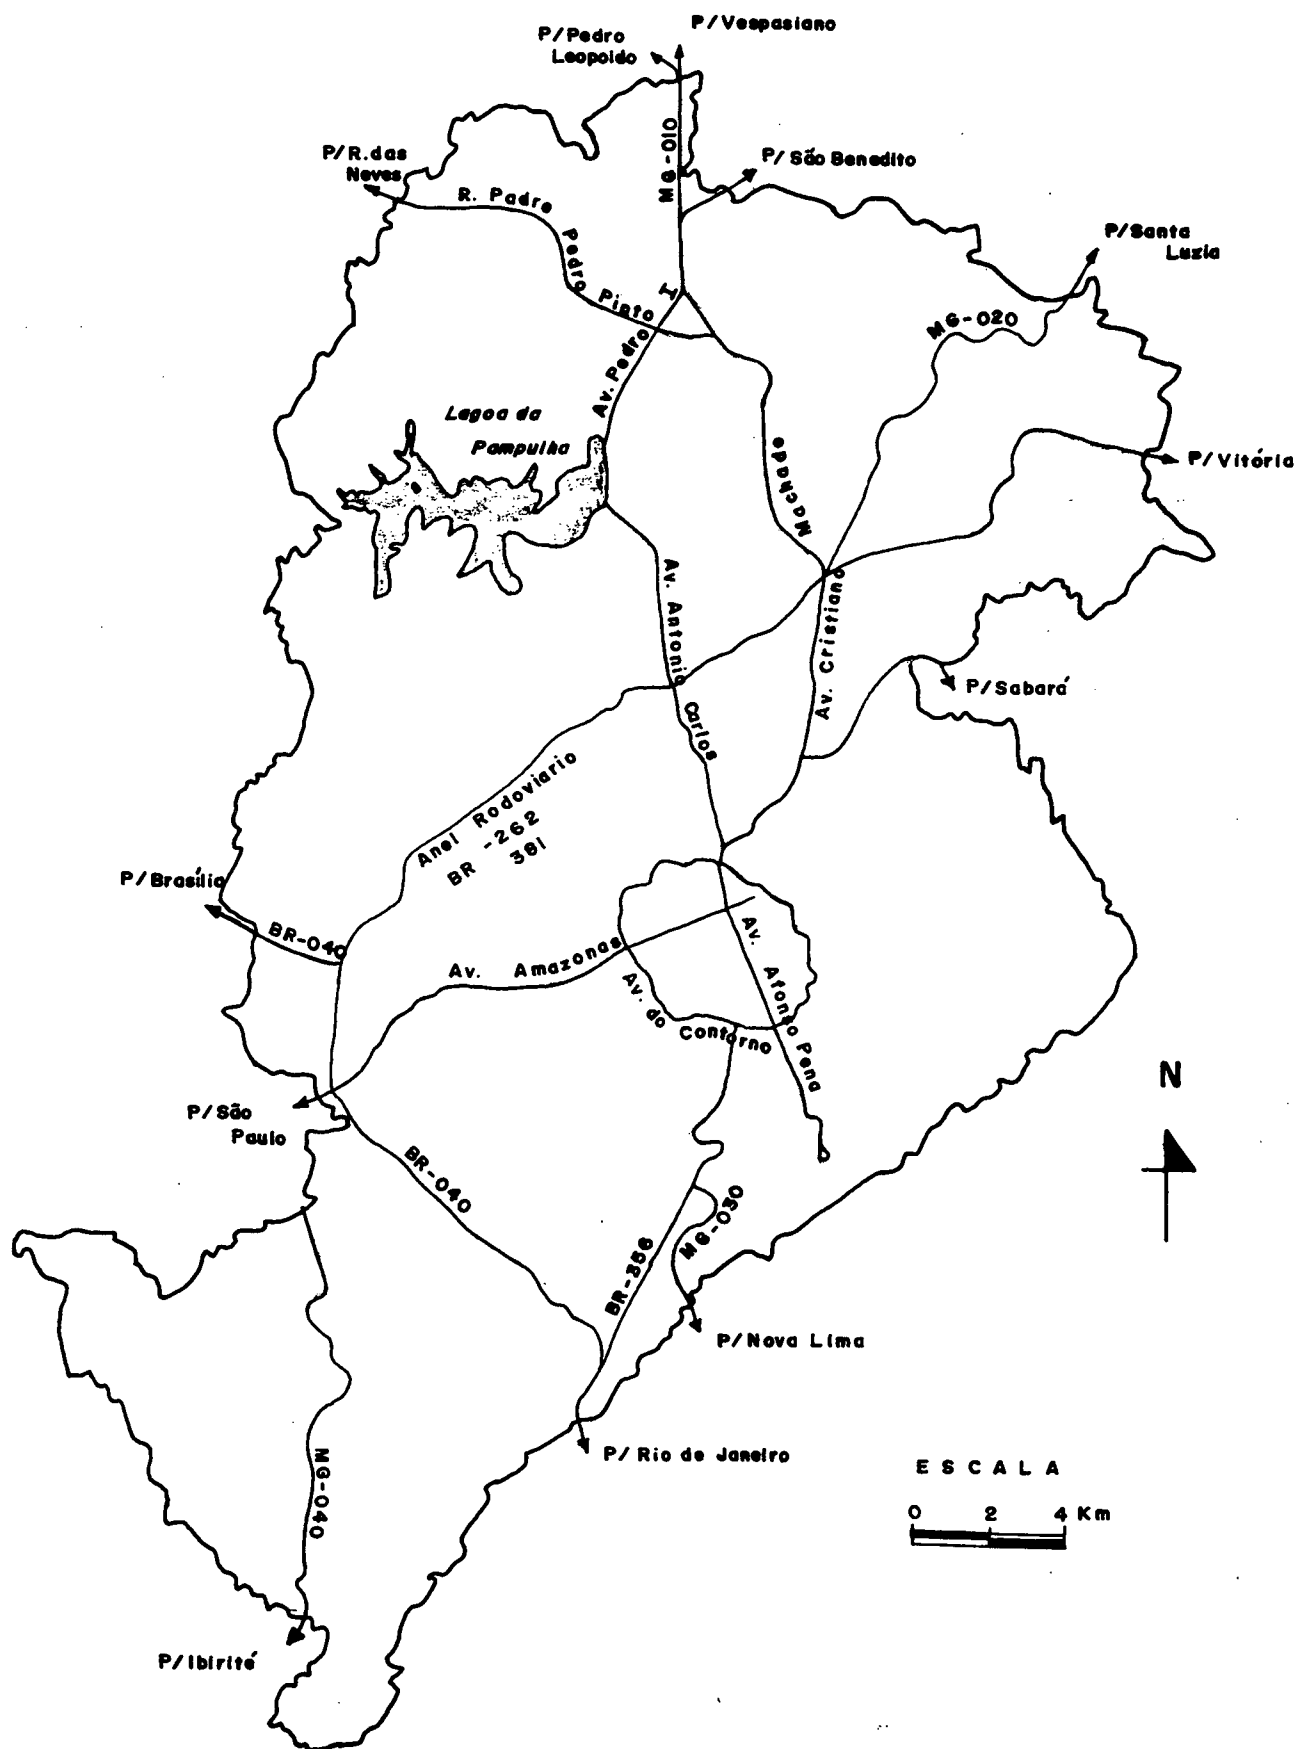 P/Vespasiano
P/Pedro
Leopoldo
MG-010
P/R.das
Neves
P/São Benedito
R. Padre
Pedro
Pinto
P/Santa
Luzia
MG-020
Av. Pedro I
Lagoa da
Pampulha
Machado
P/Vitória
Av. Antonio
Carlos
Av. Cristiano
P/Sabará
Anel Rodoviario
BR-262
381
P/Brasília
BR-040
Av. Amazonas
Av. Afonso Pena
Av. do Contorno
N
P/São
Paulo
BR-040
MG-030
BR-356
P/Nova Lima
P/Rio de Janeiro
MG-040
ESCALA
0 2 4 Km
P/Ibirité